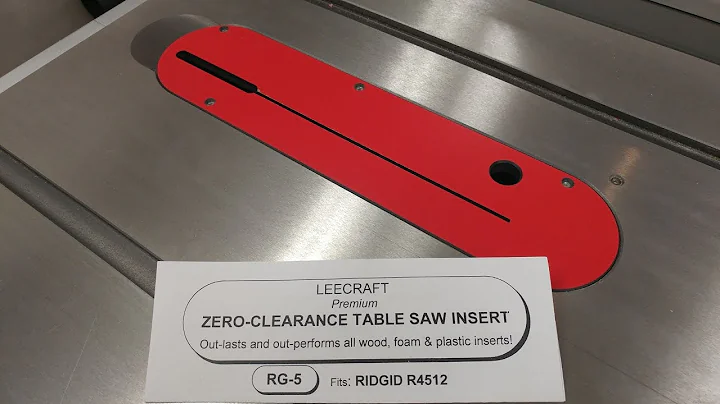 LEECRAFT
Premium
ZERO-CLEARANCE TABLE SAW INSERT
Out-lasts and out-performs all wood, foam & plastic inserts!
RG-5 Fits: RIDGID R4512